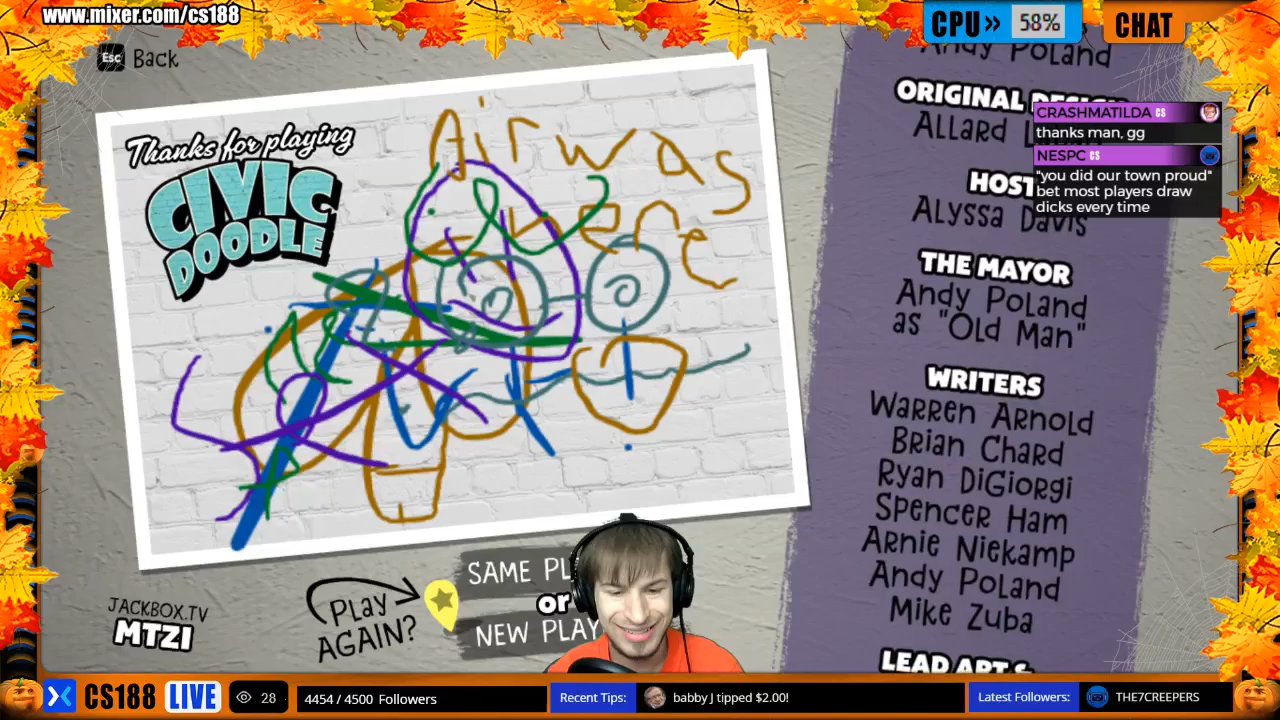 www.mixer.com/cs188
CPU»
58%
CHAT
Esc Back
Andy Poland
Thanks for playing
CIVIC
DOODLE
Air was
here
ORIGINAL
Allard
HOST
Alyssa Davis
THE MAYOR
Andy Poland
as "Old Man"
WRITERS
Warren Arnold
Brian Chard
Ryan DiGiorgi
Spencer Ham
Arnie Niekamp
Andy Poland
Mike Zuba
LEAD ART &
CRASHMATILDA CS
thanks man, gg
NESPC CS
"you did our town proud"
bet most players draw
dicks every time
JACKBOX.TV
MTZI
PLAY
AGAIN?
SAME
or
NEW
CS188 LIVE
28
4454 / 4500 Followers
Recent Tips:
babby J tipped $2.00!
Latest Followers:
THE7CREEPERS